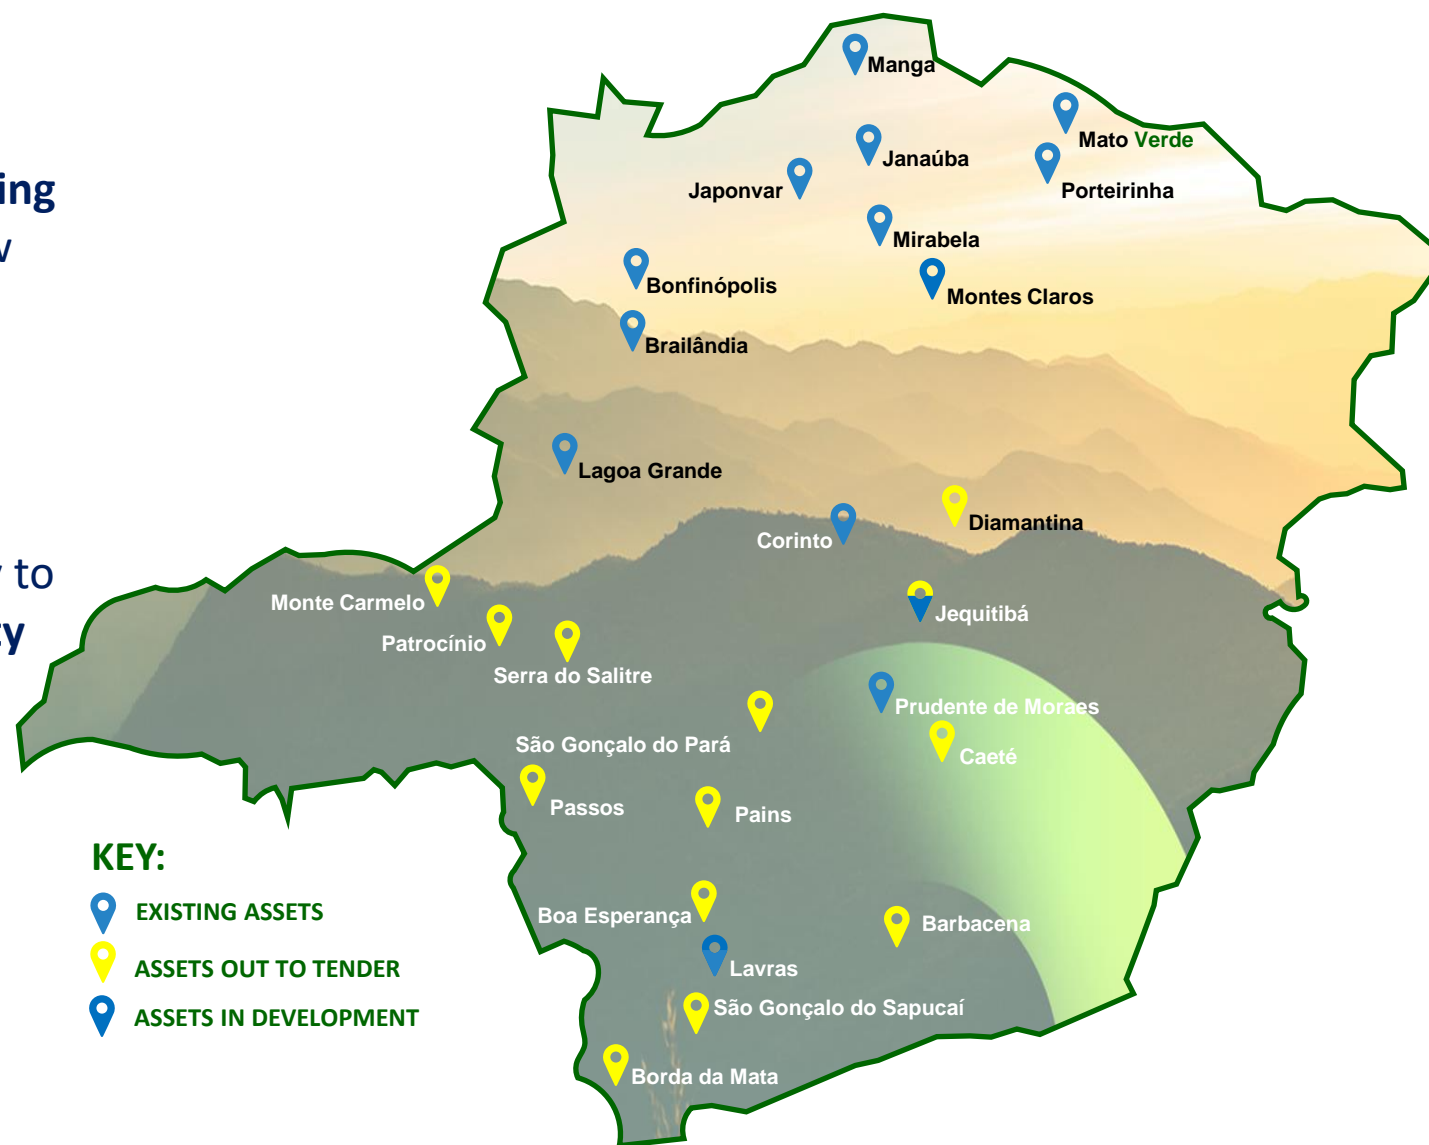 Manga
Mato Verde
Janaúba
Japonvar
Porteirinha
Mirabela
Bonfinópolis
Montes Claros
Brailândia
Lagoa Grande
Diamantina
Corinto
Monte Carmelo
Jequitibá
Patrocínio
Serra do Salitre
Prudente de Moraes
São Gonçalo do Pará
Caeté
Passos
Pains
KEY:
EXISTING ASSETS
Boa Esperança
Barbacena
ASSETS OUT TO TENDER
Lavras
São Gonçalo do Sapucaí
ASSETS IN DEVELOPMENT
Borda da Mata
to